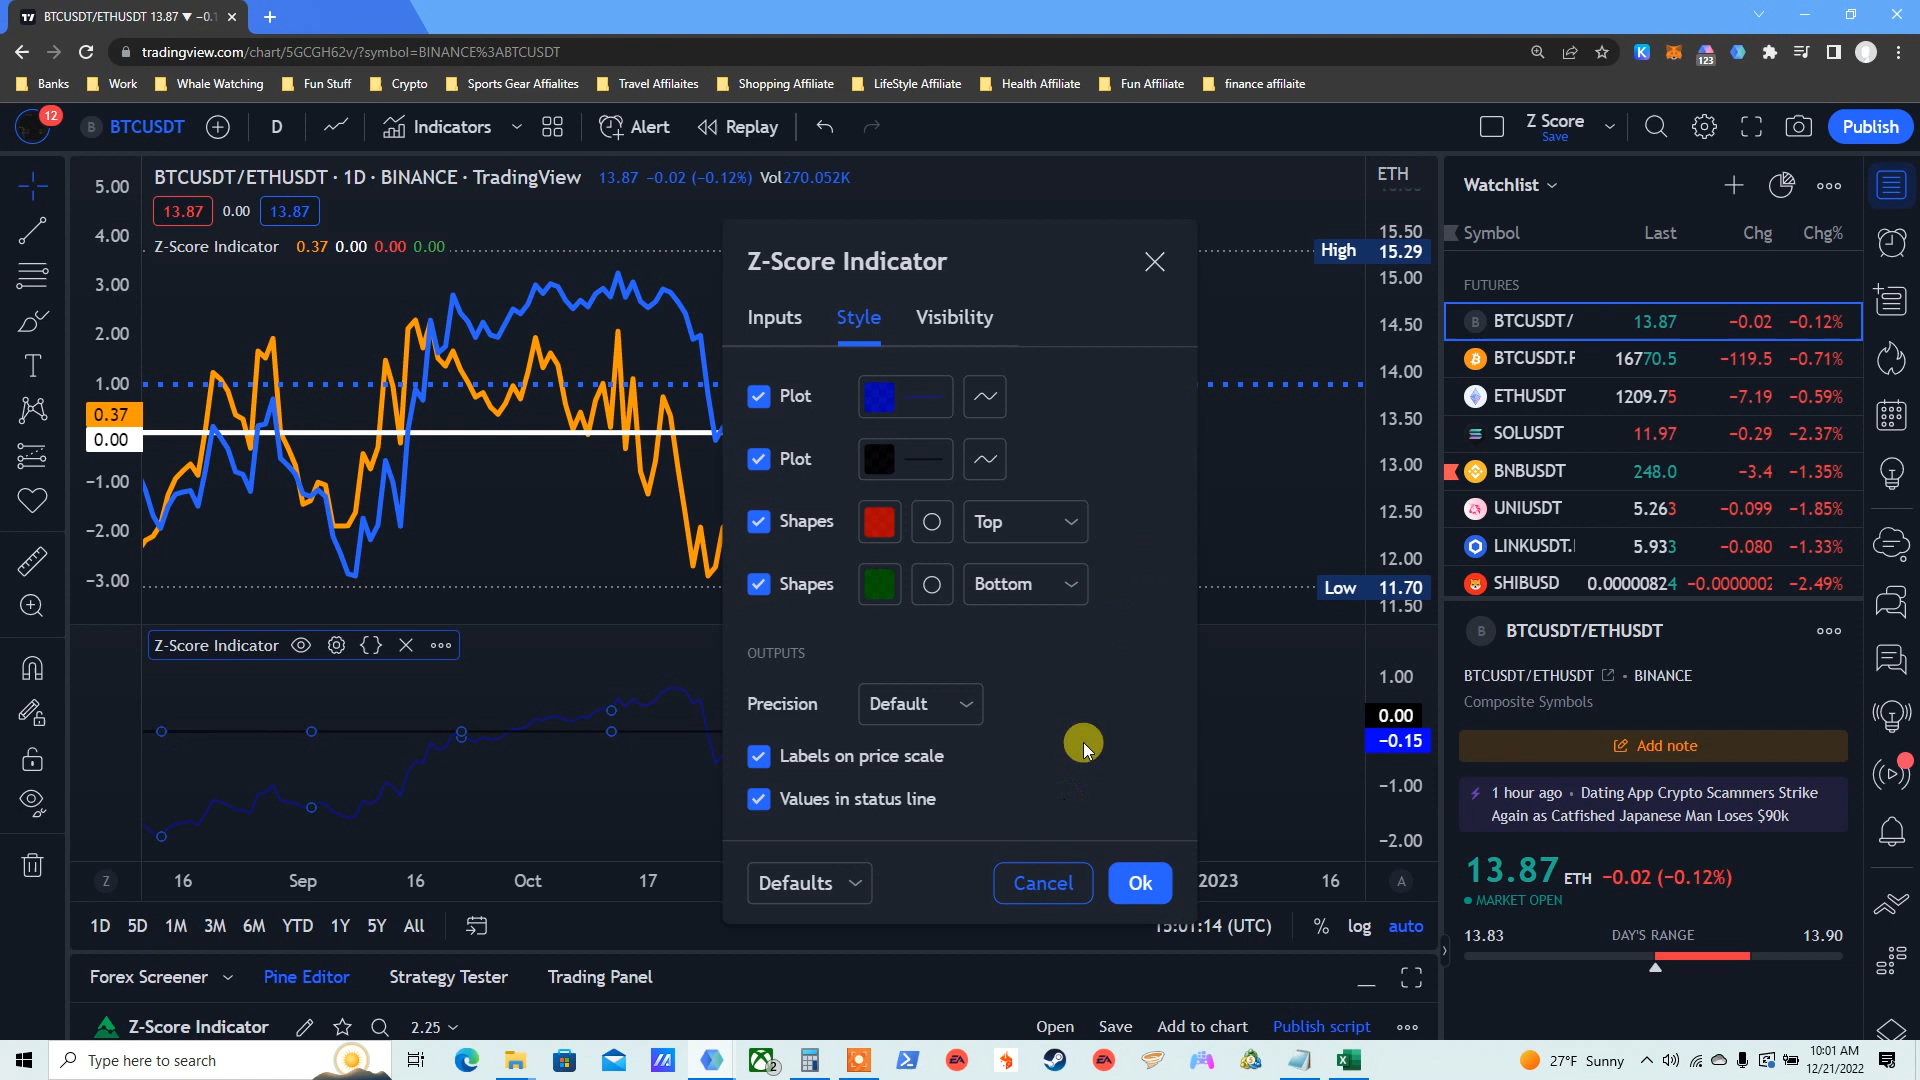 BTCUSDT/ETHUSDT 13.87 ▼ −0.1
tradingview.com/chart/5GCGH62v/?symbol=BINANCE%3ABTCUSDT
123
Banks Work Whale Watching Fun Stuff Crypto Sports Gear Affialites Travel Affilaites Shopping Affiliate LifeStyle Affiliate Health Affiliate Fun Affiliate finance affilaite
12
B BTCUSDT D Indicators Alert Replay Z Score Publish
Save
BTCUSDT/ETHUSDT · 1D · BINANCE · TradingView 13.87 −0.02 (−0.12%) Vol270.052K
13.87 0.00 13.87
Z-Score Indicator 0.37 0.00 0.00 0.00
5.00
4.00
3.00
2.00
1.00
0.37
0.00
−1.00
−2.00
−3.00
ETH
15.50
High 15.29
15.00
14.50
14.00
13.50
13.00
12.50
12.00
Low 11.70
11.50
Z-Score Indicator
1.00
0.00
−0.15
−1.00
−2.00
Z 16 Sep 16 Oct 17 2023 16 A
1D 5D 1M 3M 6M YTD 1Y 5Y All 15:01:14 (UTC) % log auto
Z-Score Indicator
Inputs Style Visibility
Plot
Plot
Shapes Top
Shapes Bottom
OUTPUTS
Precision Default
Labels on price scale
Values in status line
Defaults Cancel Ok
Forex Screener Pine Editor Strategy Tester Trading Panel
Z-Score Indicator 2.25 Open Save Add to chart Publish script
Watchlist
Symbol Last Chg Chg%
FUTURES
B BTCUSDT/ 13.87 −0.02 −0.12%
BTCUSDT.F 16770.5 −119.5 −0.71%
ETHUSDT 1209.75 −7.19 −0.59%
SOLUSDT 11.97 −0.29 −2.37%
BNBUSDT 248.0 −3.4 −1.35%
UNIUSDT 5.263 −0.099 −1.85%
LINKUSDT. 5.933 −0.080 −1.33%
SHIBUSD 0.00000824 −0.0000002 −2.49%
B BTCUSDT/ETHUSDT
BTCUSDT/ETHUSDT · BINANCE
Composite Symbols
Add note
1 hour ago · Dating App Crypto Scammers Strike
Again as Catfished Japanese Man Loses $90k
13.87 ETH −0.02 (−0.12%)
MARKET OPEN
13.83 DAY'S RANGE 13.90
Type here to search
2
27°F Sunny
10:01 AM
12/21/2022